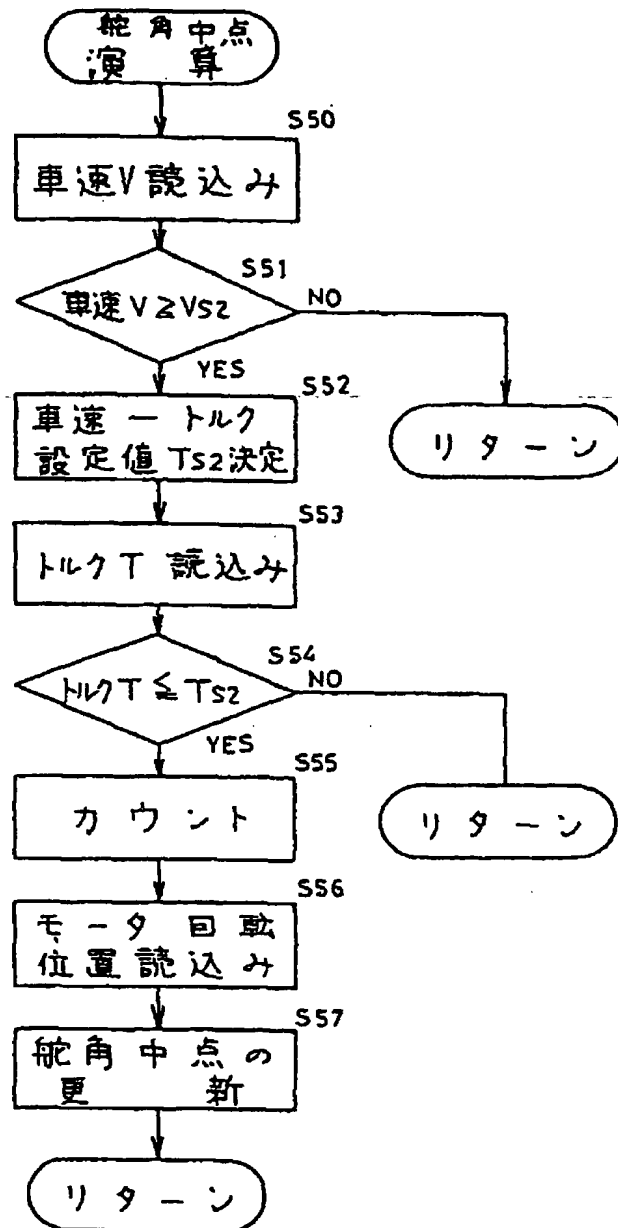 舵角中点
演算
S50
車速V読込み
S51
車速V≧VS2
NO
YES
S52
車速ートルク
設定値TS2決定
リターン
S53
トルクT 読込み
S54
トルクT≦TS2
NO
YES
S55
カウント
リターン
S56
モータ回転
位置読込み
S57
舵角中点の
更新
リターン